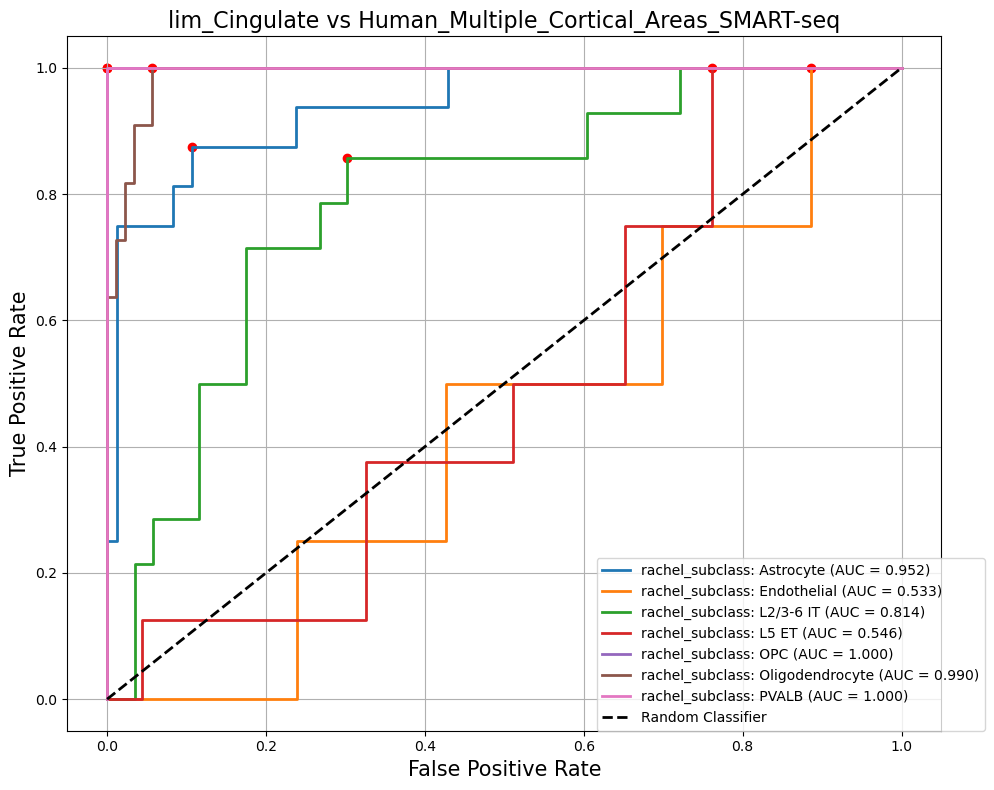 lim_Cingulate vs Human_Multiple_Cortical_Areas_SMART-seq
True Positive Rate
1.0
0.8
0.6
0.4
0.2
0.0
rachel_subclass: Astrocyte (AUC = 0.952)
rachel_subclass: Endothelial (AUC = 0.533)
rachel_subclass: L2/3-6 IT (AUC = 0.814)
rachel_subclass: L5 ET (AUC = 0.546)
rachel_subclass: OPC (AUC = 1.000)
rachel_subclass: Oligodendrocyte (AUC = 0.990)
rachel_subclass: PVALB (AUC = 1.000)
Random Classifier
0.0 0.2 0.4 0.6 0.8 1.0
False Positive Rate